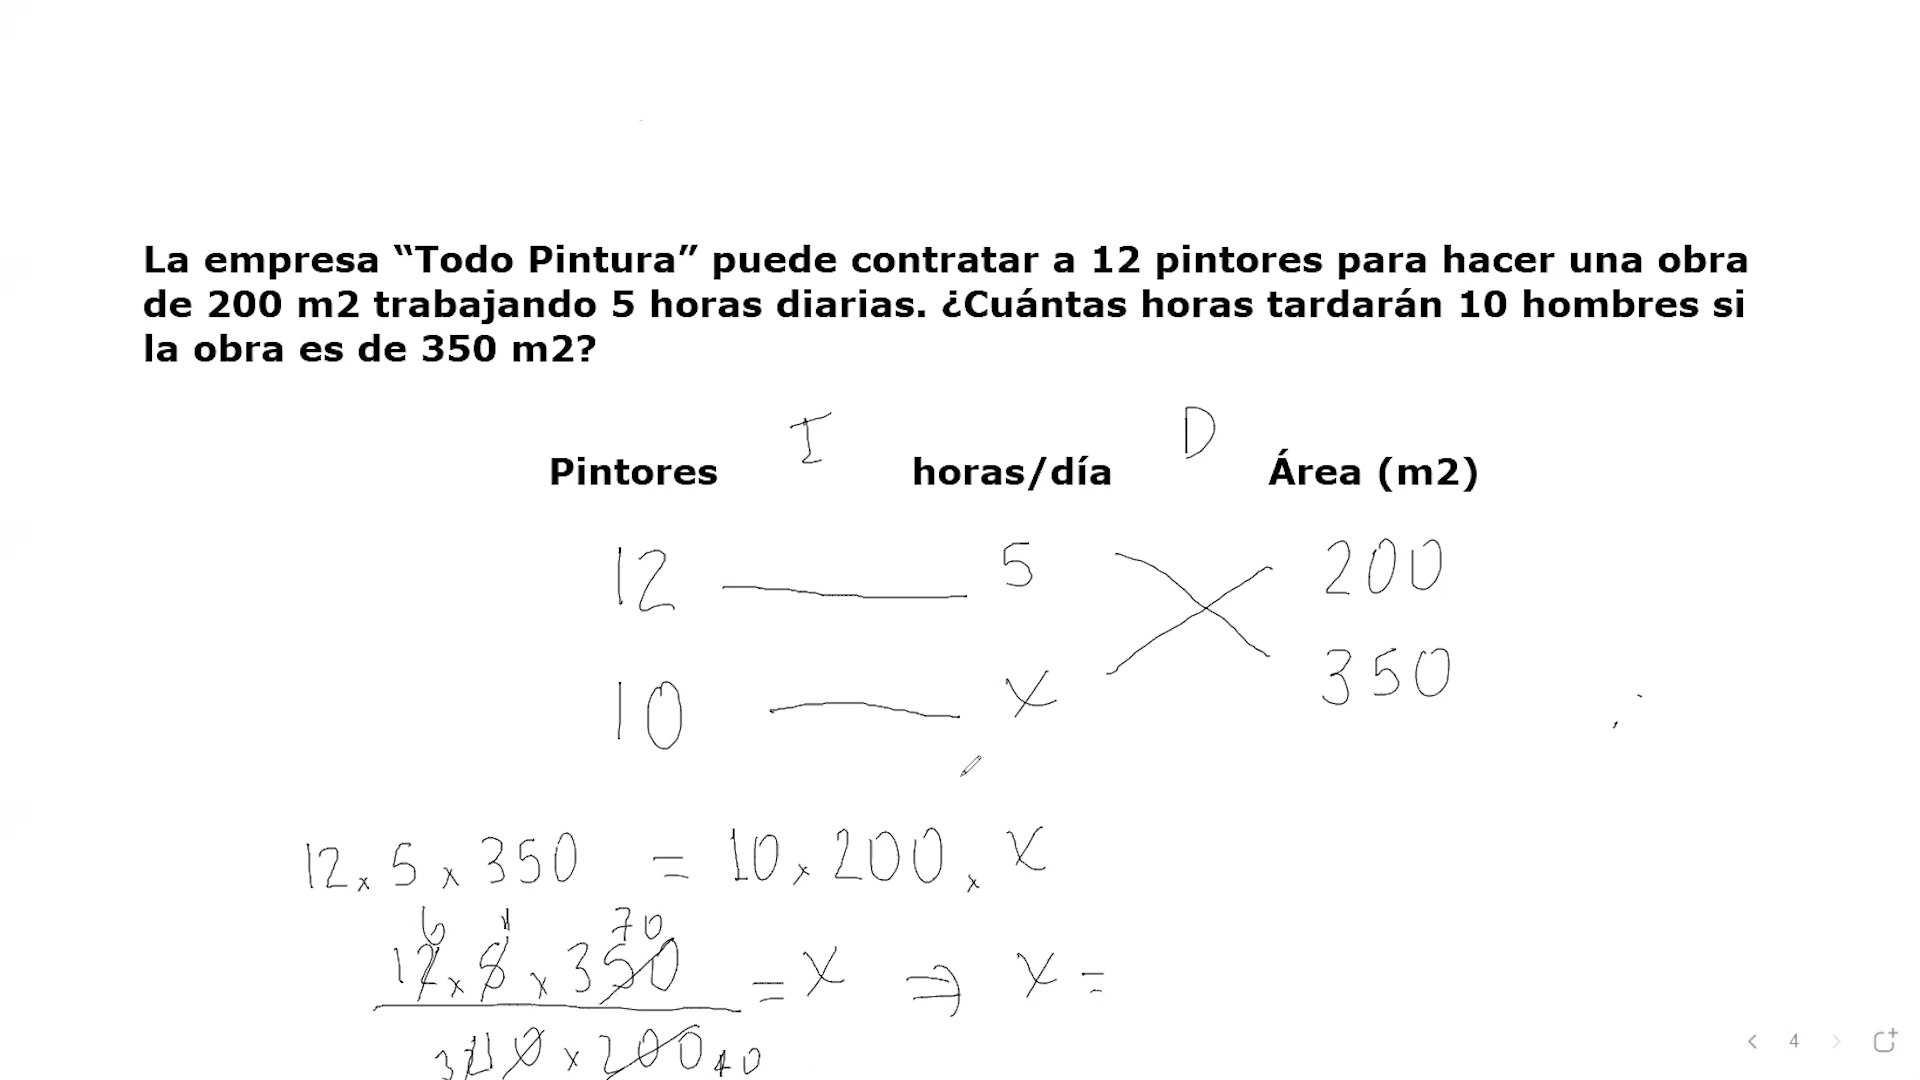 La empresa “Todo Pintura” puede contratar a 12 pintores para hacer una obra
de 200 m2 trabajando 5 horas diarias. ¿Cuántas horas tardarán 10 hombres si
la obra es de 350 m2?
I D
Pintores horas/día Área (m2)
12 5 200
10 x 350
12 x 5 x 350 = 10 x 200 x x
6 1 70
12 x 5 x 350 = x ⇒ x =
10 x 200 40
4